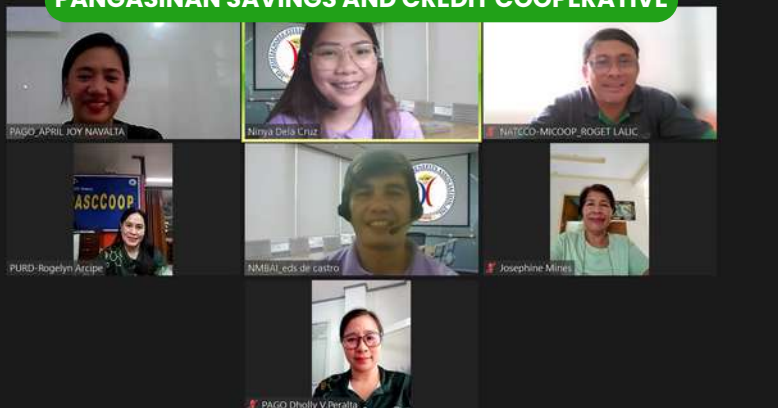 PANGASINAN SAVINGS AND CREDIT COOPERATIVE
PAGO_APRIL JOY NAVALTA
Ninya Dela Cruz
NATCCO-MICOOP_ROGET LALIC
ASCCOOP
PURD-Rogelyn Arcipe
NMBAI_eds de castro
Josephine Mines
PAGO Dholly V.Peralta